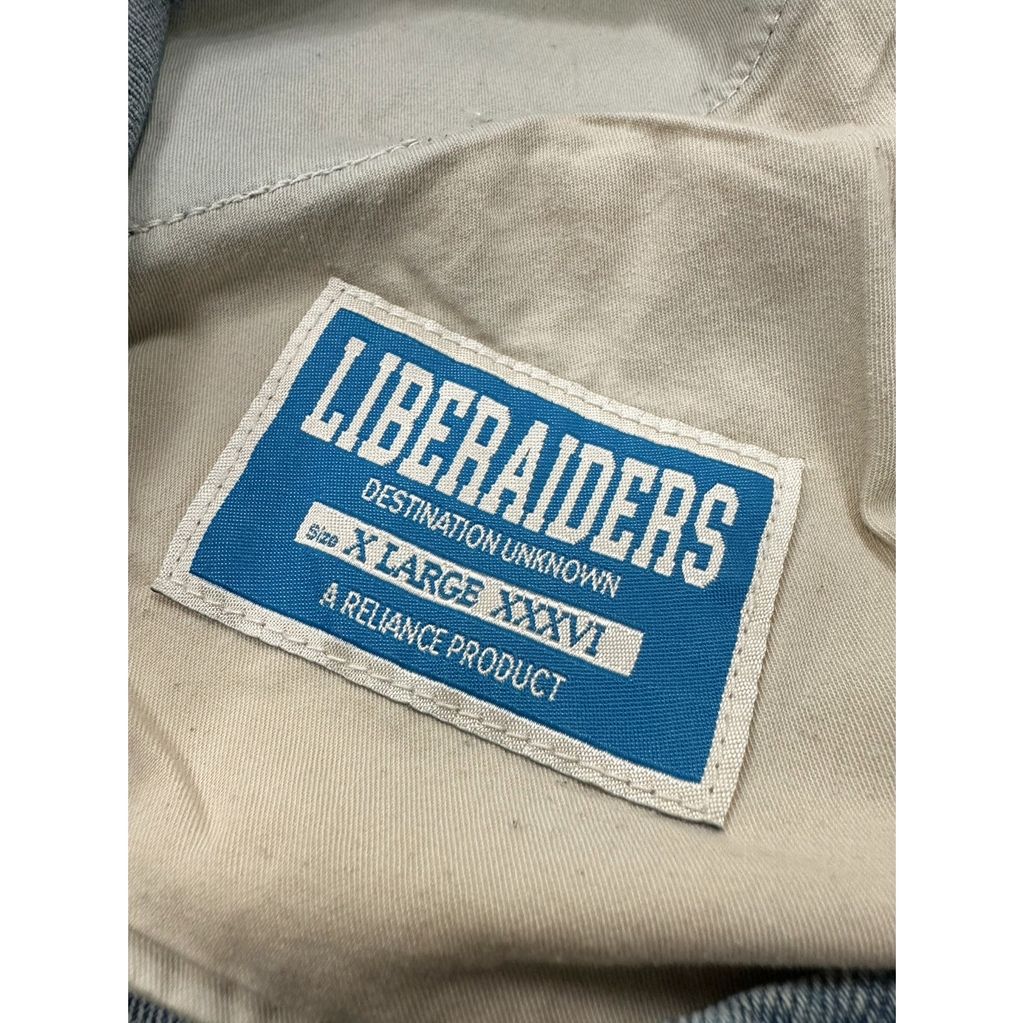 LIBERAIDERS
DESTINATION UNKNOWN
Size X LARGE XXXVI
A RELIANCE PRODUCT